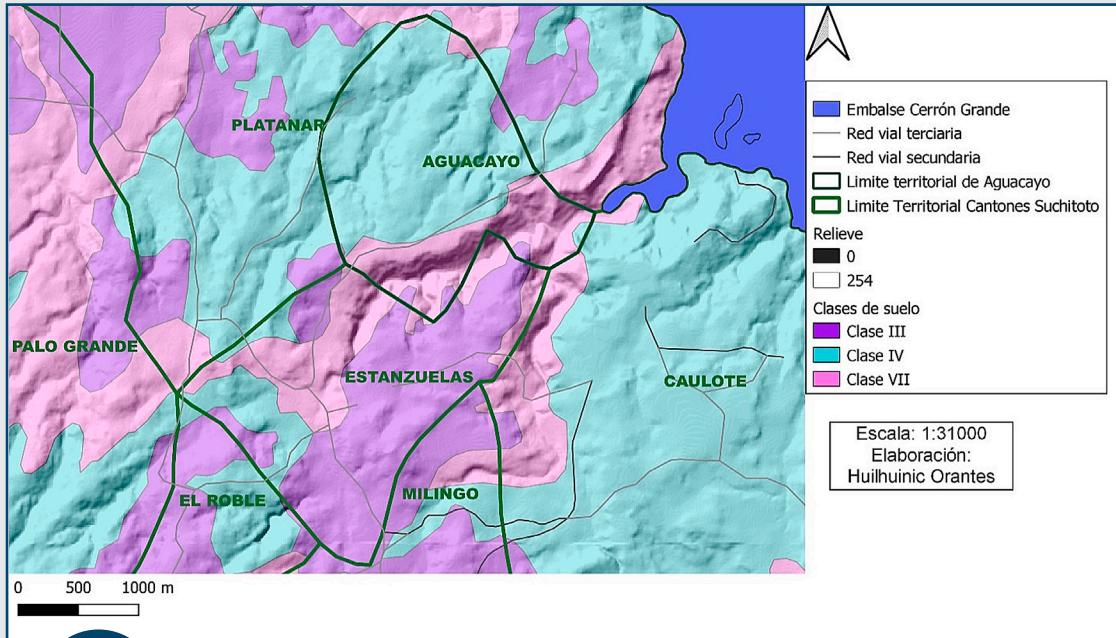 PLATANAR
AGUACAYO
PALO GRANDE
ESTANZUELAS
CAULOTE
EL ROBLE
MILINGO
Embalse Cerrón Grande
Red vial terciaria
Red vial secundaria
Limite territorial de Aguacayo
Limite Territorial Cantones Suchitoto
Relieve
0
254
Clases de suelo
Clase III
Clase IV
Clase VII
Escala: 1:31000
Elaboración:
Huilhuinic Orantes
0 500 1000 m